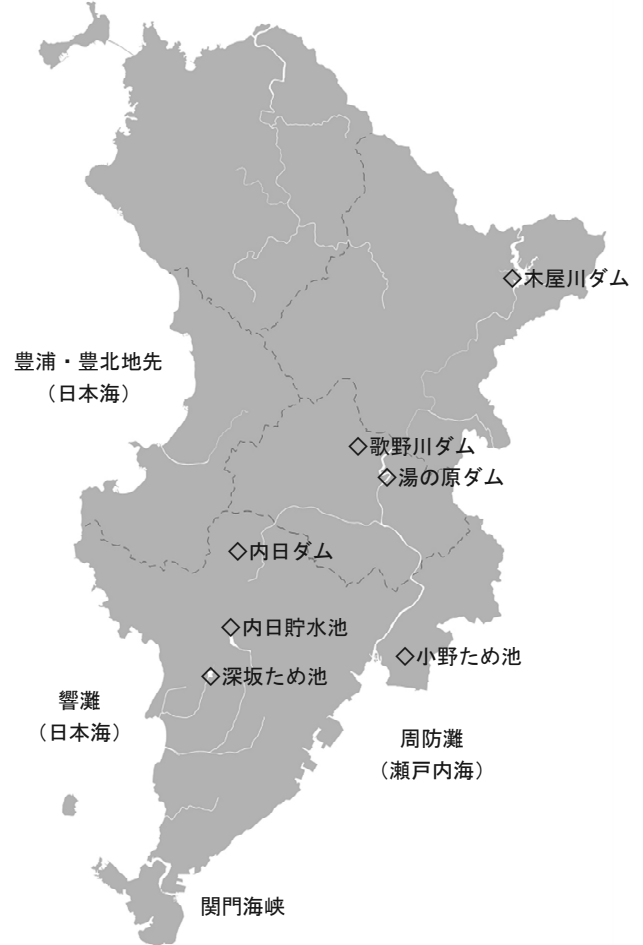 ◇木屋川ダム
豊浦・豊北地先
（日本海）
◇歌野川ダム
◇湯の原ダム
◇内日ダム
◇内日貯水池
◇小野ため池
◇深坂ため池
響灘
（日本海）
周防灘
（瀬戸内海）
関門海峡